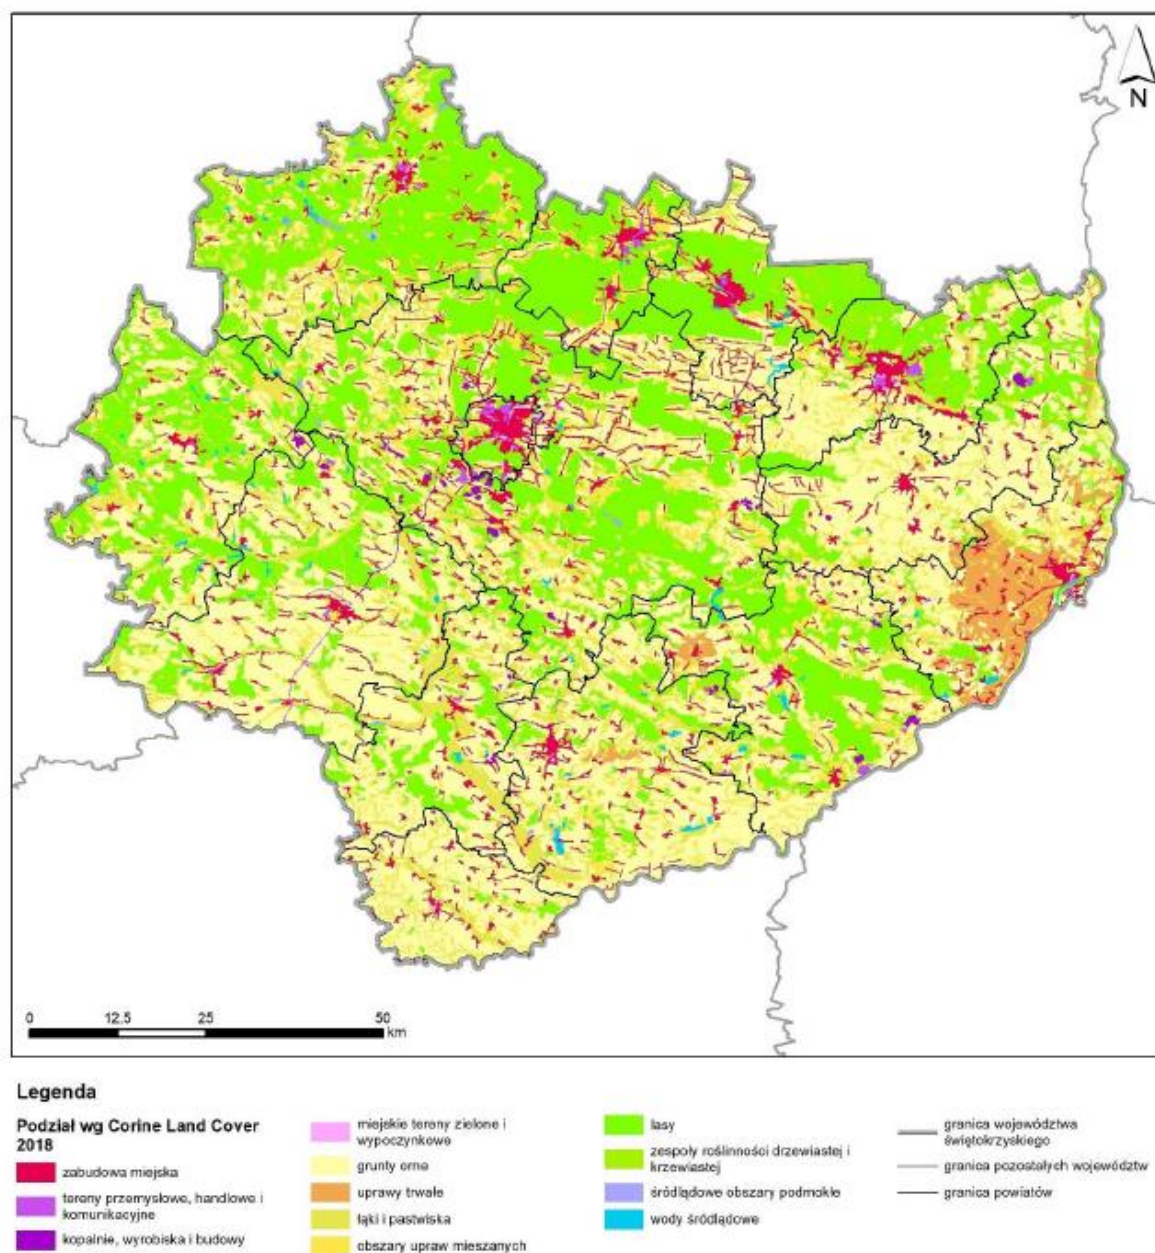 N
0 12,5 25 50
km
Legenda
Podział wg Corine Land Cover
2018
zabudowa miejska
tereny przemysłowe, handlowe i
komunikacyjne
kopalnie, wyrobiska i budowy
miejskie tereny zielone i
wypoczynkowe
grunty orne
uprawy trwałe
łąki i pastwiska
obszary upraw mieszanych
lasy
zespoły roślinności drzewiastej i
krzewiastej
śródlądowe obszary podmokłe
wody śródlądowe
granica województwa
świętokrzyskiego
granica pozostałych województw
granica powiatów